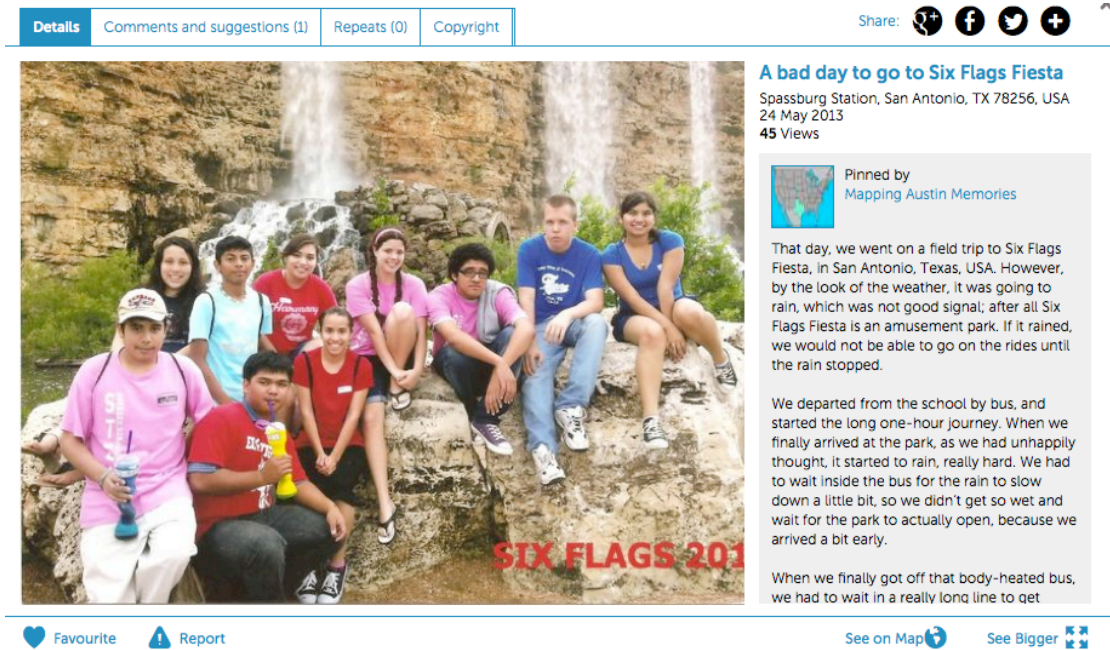 Details Comments and suggestions (1) Repeats (0) Copyright
Share:
A bad day to go to Six Flags Fiesta
Spassburg Station, San Antonio, TX 78256, USA
24 May 2013
45 Views
Pinned by
Mapping Austin Memories
That day, we went on a field trip to Six Flags
Fiesta, in San Antonio, Texas, USA. However,
by the look of the weather, it was going to
rain, which was not good signal; after all Six
Flags Fiesta is an amusement park. If it rained,
we would not be able to go on the rides until
the rain stopped.
We departed from the school by bus, and
started the long one-hour journey. When we
finally arrived at the park, as we had unhappily
thought, it started to rain, really hard. We had
to wait inside the bus for the rain to slow
down a little bit, so we didn't get so wet and
wait for the park to actually open, because we
arrived a bit early.
When we finally got off that body-heated bus,
we had to wait in a really long line to get
Harmony
SIX FLAGS 201
Favourite Report See on Map See Bigger